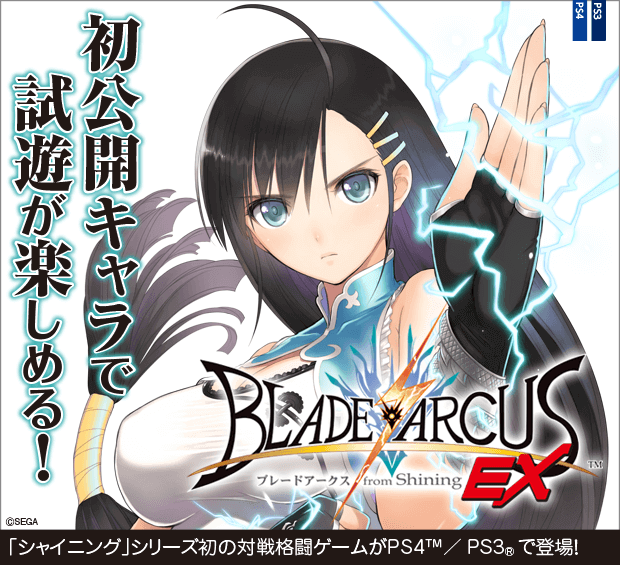 PS3
PS4
初公開キャラで
試遊が楽しめる！
BLADE ARCUS
ブレードアークス from Shining EX
TM
©SEGA
「シャイニング」シリーズ初の対戦格闘ゲームがPS4™／PS3®で登場！